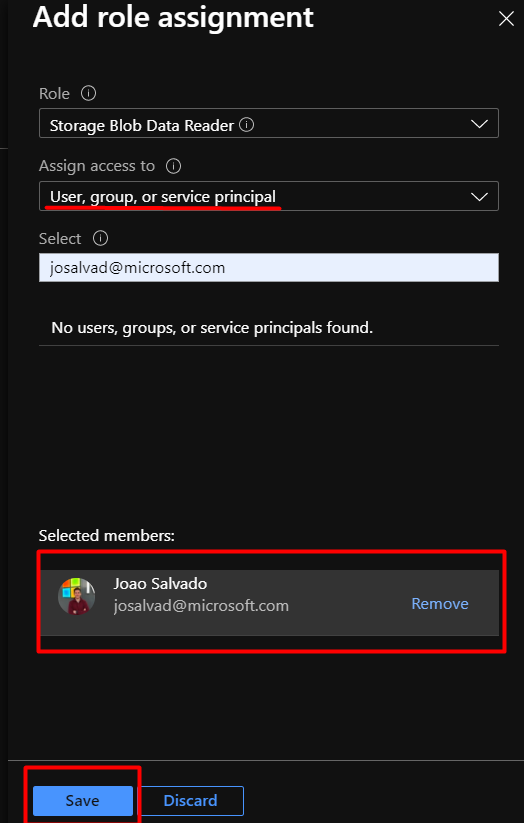 Add role assignment
Role
Storage Blob Data Reader
Assign access to
User, group, or service principal
Select
josalvad@microsoft.com
No users, groups, or service principals found.
Selected members:
Joao Salvado
josalvad@microsoft.com
Remove
Save
Discard